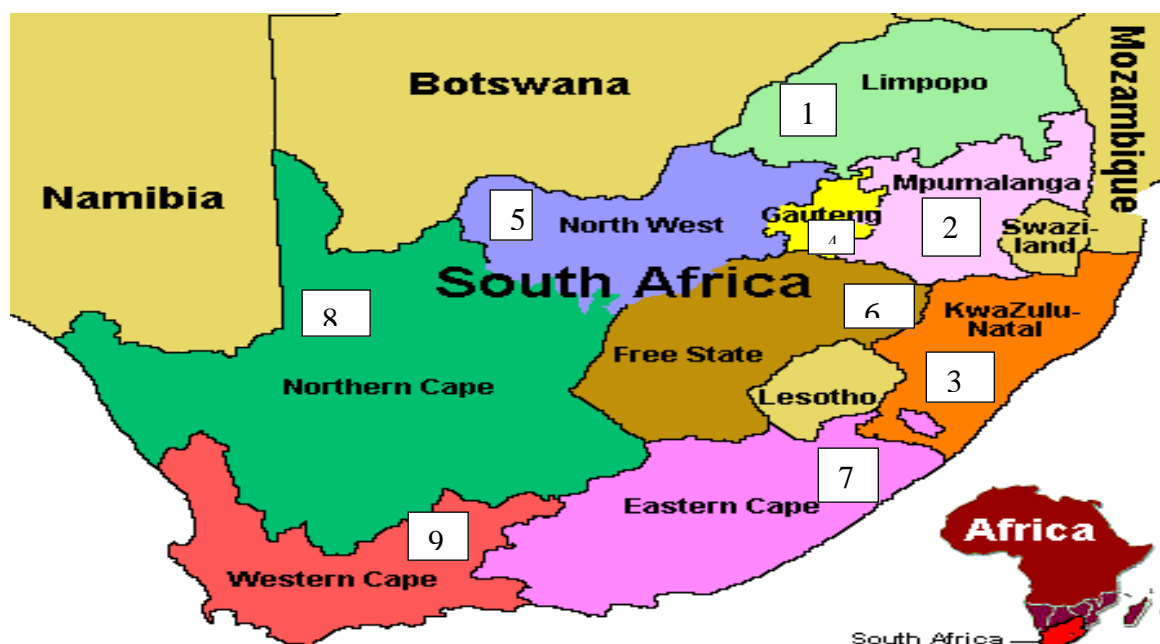 Mozambique
Limpopo
Botswana
1
Mpumalanga
Namibia
5
North West
Gauteng
4
2
Swazi-
land
South Africa
8
6
KwaZulu-
Natal
Free State
3
Northern Cape
Lesotho
7
Eastern Cape
9
Western Cape
Africa
South Africa